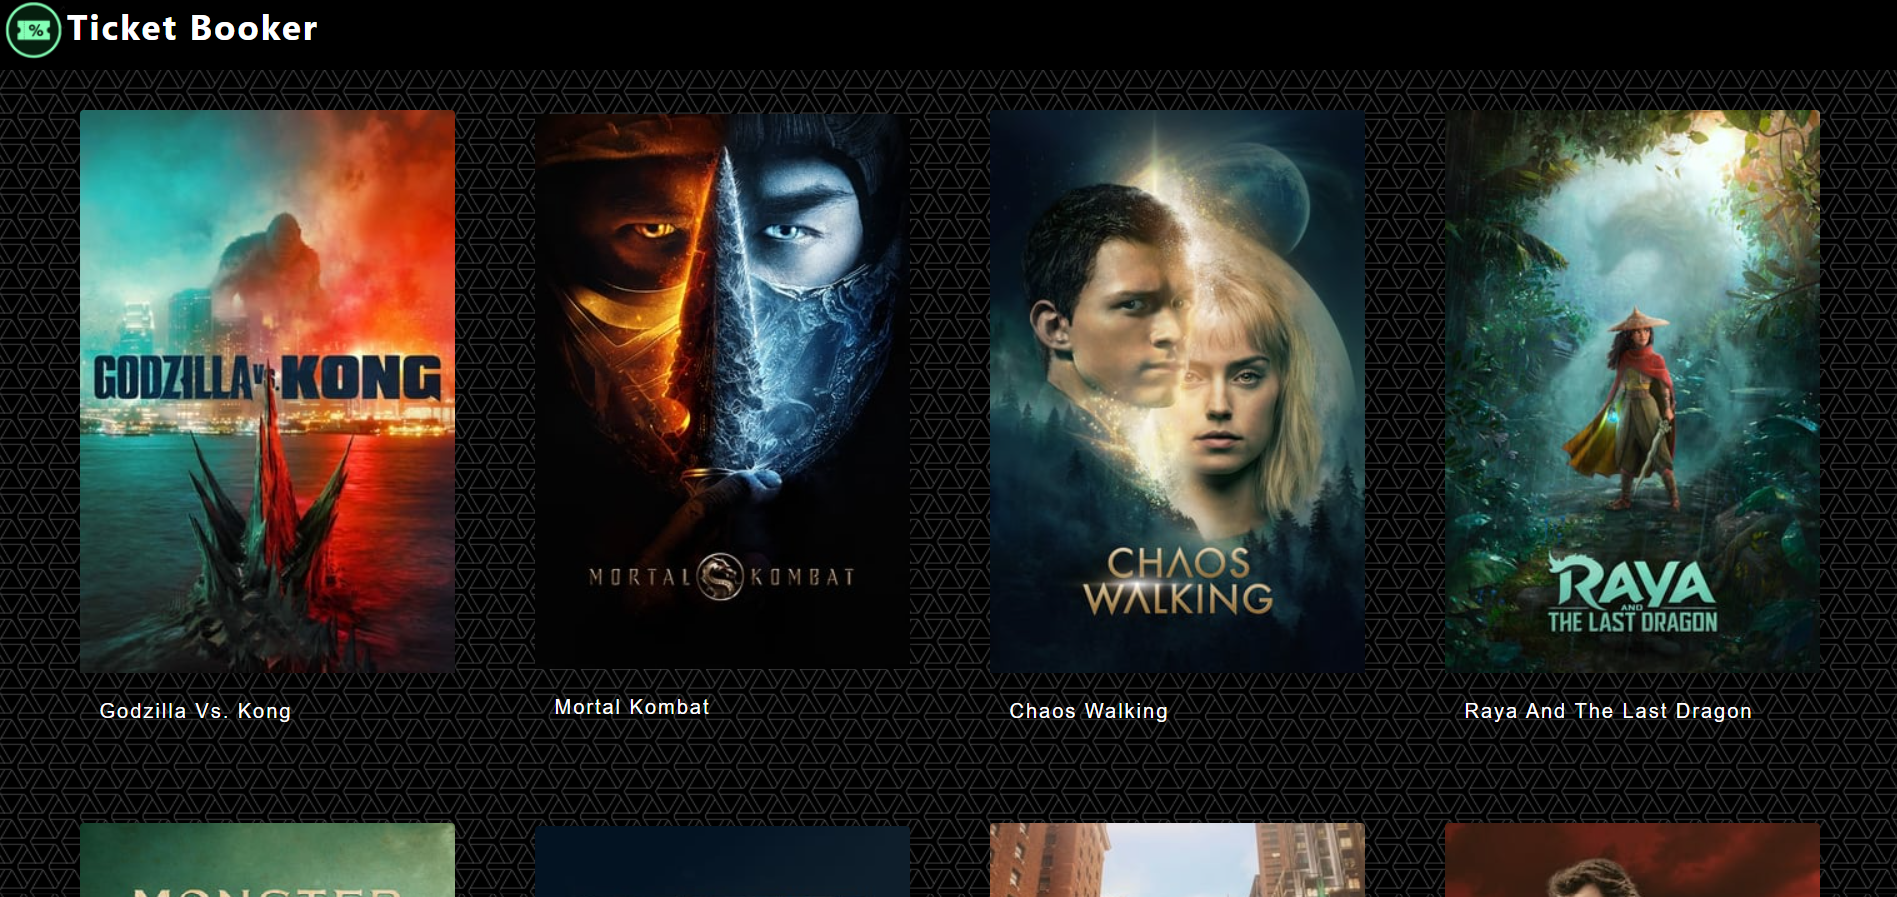 %
Ticket Booker
GODZILLA VS. KONG
MORTAL KOMBAT
CHAOS
WALKING
RAYA
AND
THE LAST DRAGON
Godzilla Vs. Kong
Mortal Kombat
Chaos Walking
Raya And The Last Dragon
MONSTER